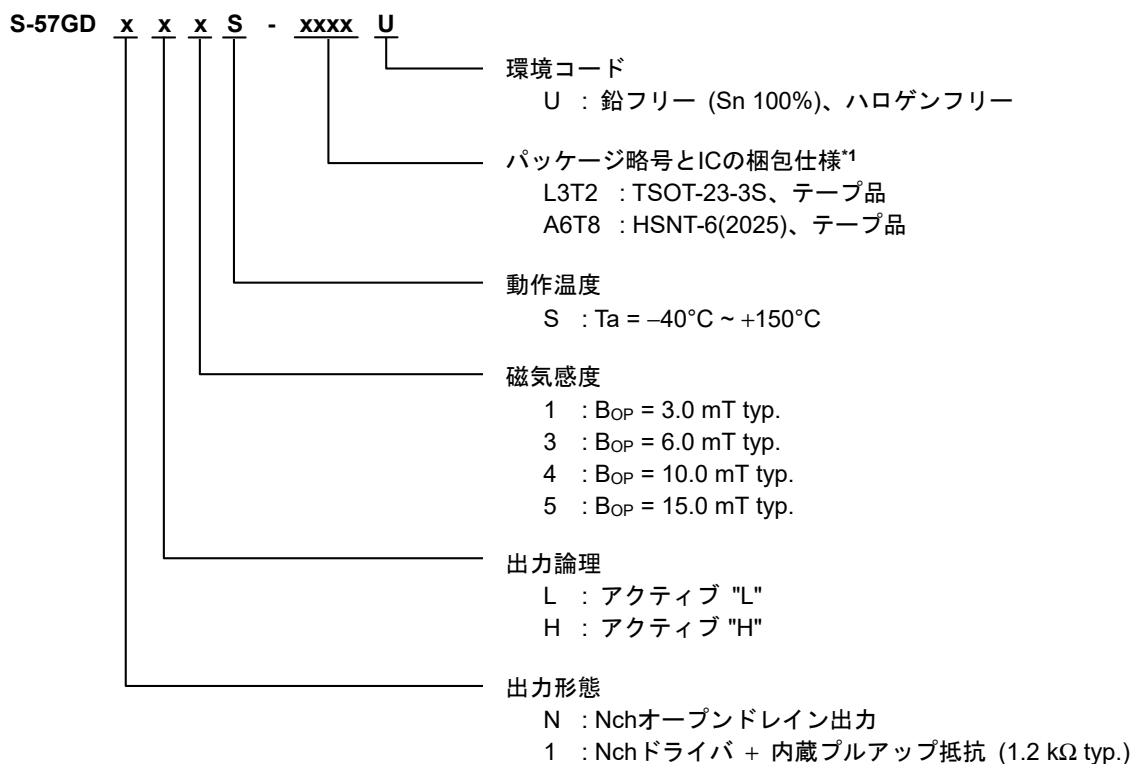 S-57GD x x x S - xxxx U
環境コード
U : 鉛フリー (Sn 100%)、ハロゲンフリー
パッケージ略号とICの梱包仕様*1
L3T2 : TSOT-23-3S、テープ品
A6T8 : HSNT-6(2025)、テープ品
動作温度
S : Ta = −40°C ~ +150°C
磁気感度
1 : BOP = 3.0 mT typ.
3 : BOP = 6.0 mT typ.
4 : BOP = 10.0 mT typ.
5 : BOP = 15.0 mT typ.
出力論理
L : アクティブ "L"
H : アクティブ "H"
出力形態
N : Nchオープンドレイン出力
1 : Nchドライバ + 内蔵プルアップ抵抗 (1.2 kΩ typ.)